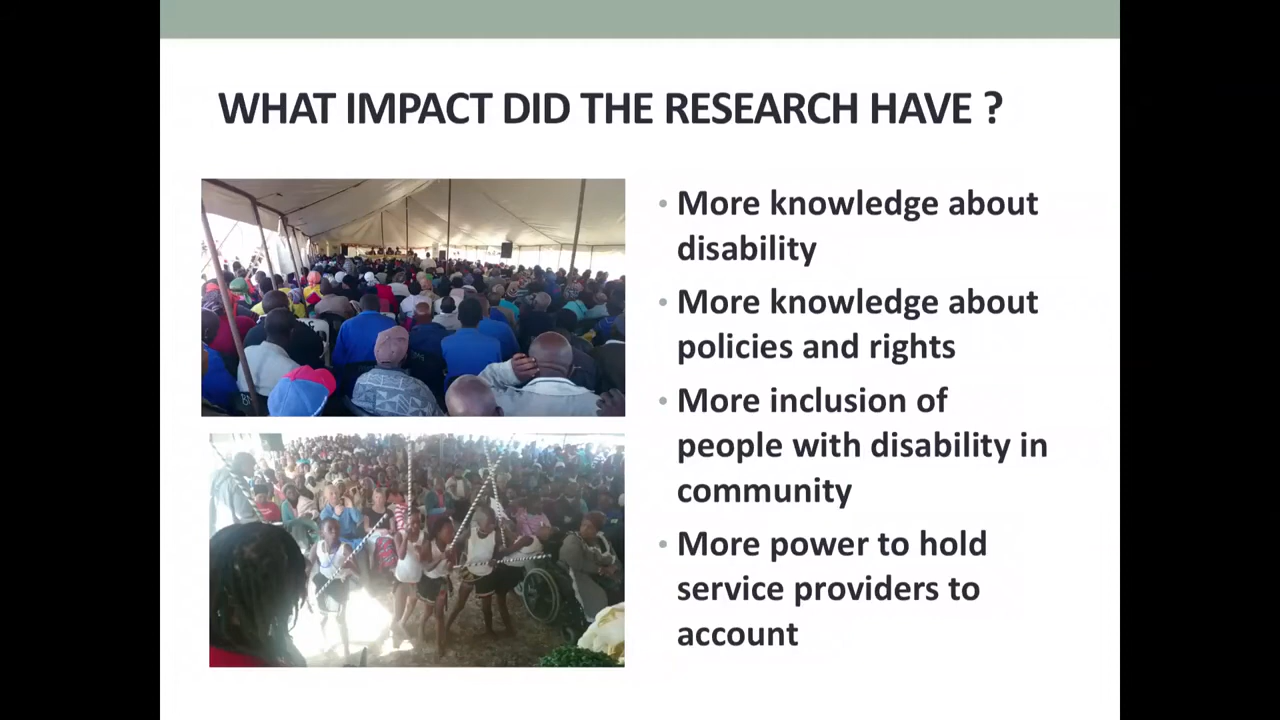 WHAT IMPACT DID THE RESEARCH HAVE ?
• More knowledge about
disability
• More knowledge about
policies and rights
• More inclusion of
people with disability in
community
• More power to hold
service providers to
account